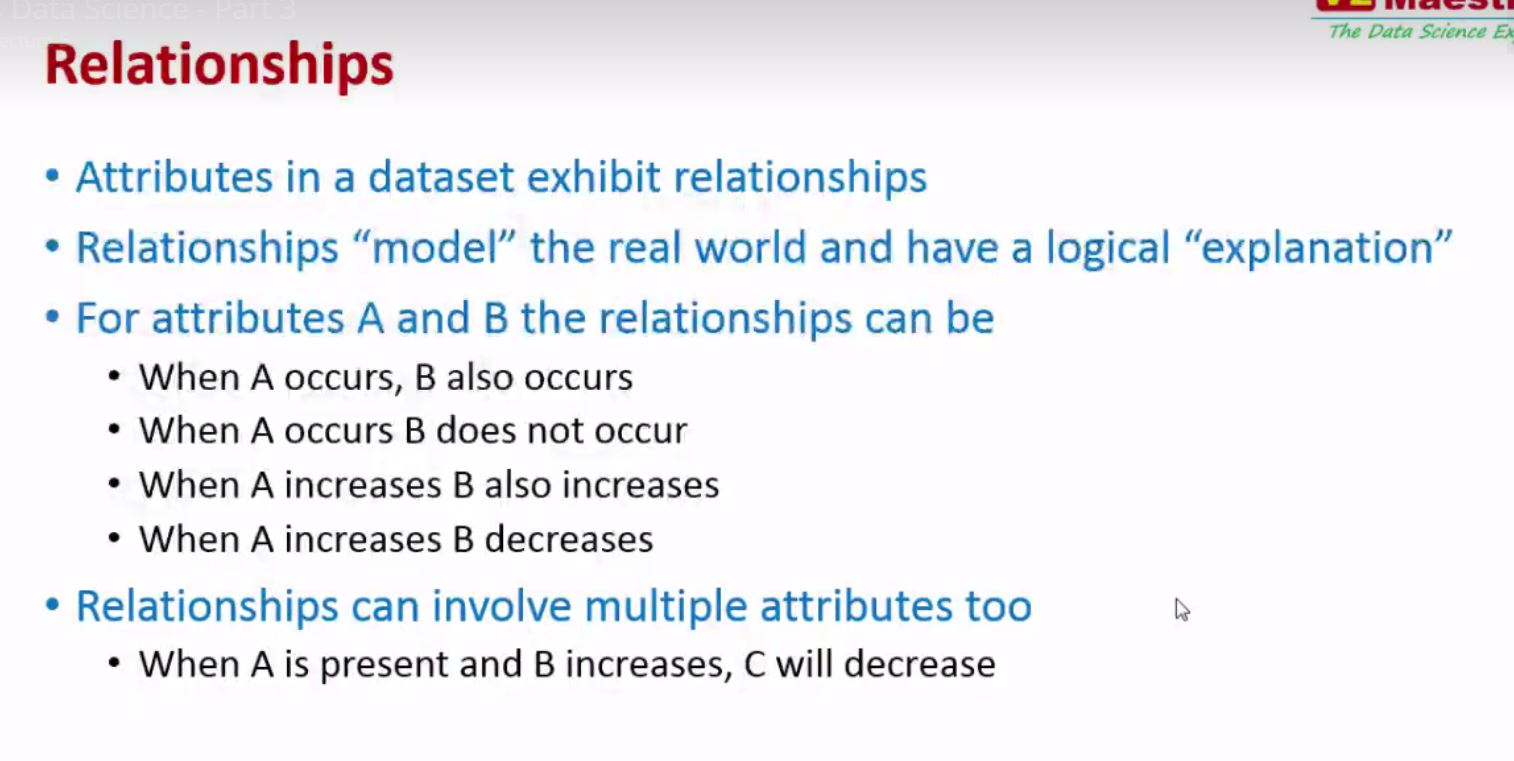 Data Science - Part 3
The Data Science Ex
Relationships
• Attributes in a dataset exhibit relationships
• Relationships “model” the real world and have a logical “explanation”
• For attributes A and B the relationships can be
• When A occurs, B also occurs
• When A occurs B does not occur
• When A increases B also increases
• When A increases B decreases
• Relationships can involve multiple attributes too
• When A is present and B increases, C will decrease